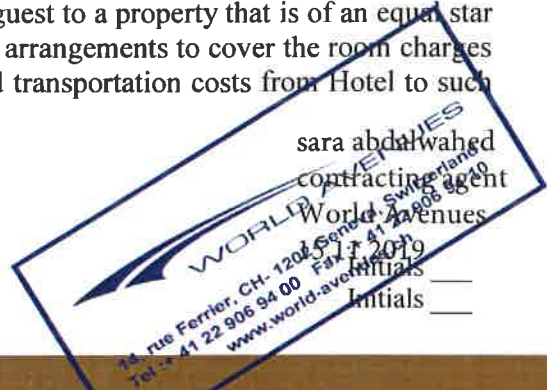 guest to a property that is of an equal star
arrangements to cover the room charges
transportation costs from Hotel to such
sara abdalwahed
contracting agent
World Avenues
15.11.2019
Initials ___
Initials ___
WORLD AVENUES
rue Ferrier, CH- 1202 Geneva, Switzerland
Tel :+ 41 22 906 94 00 Fax + 41 22 906 94 10
www.world-avenues.ch